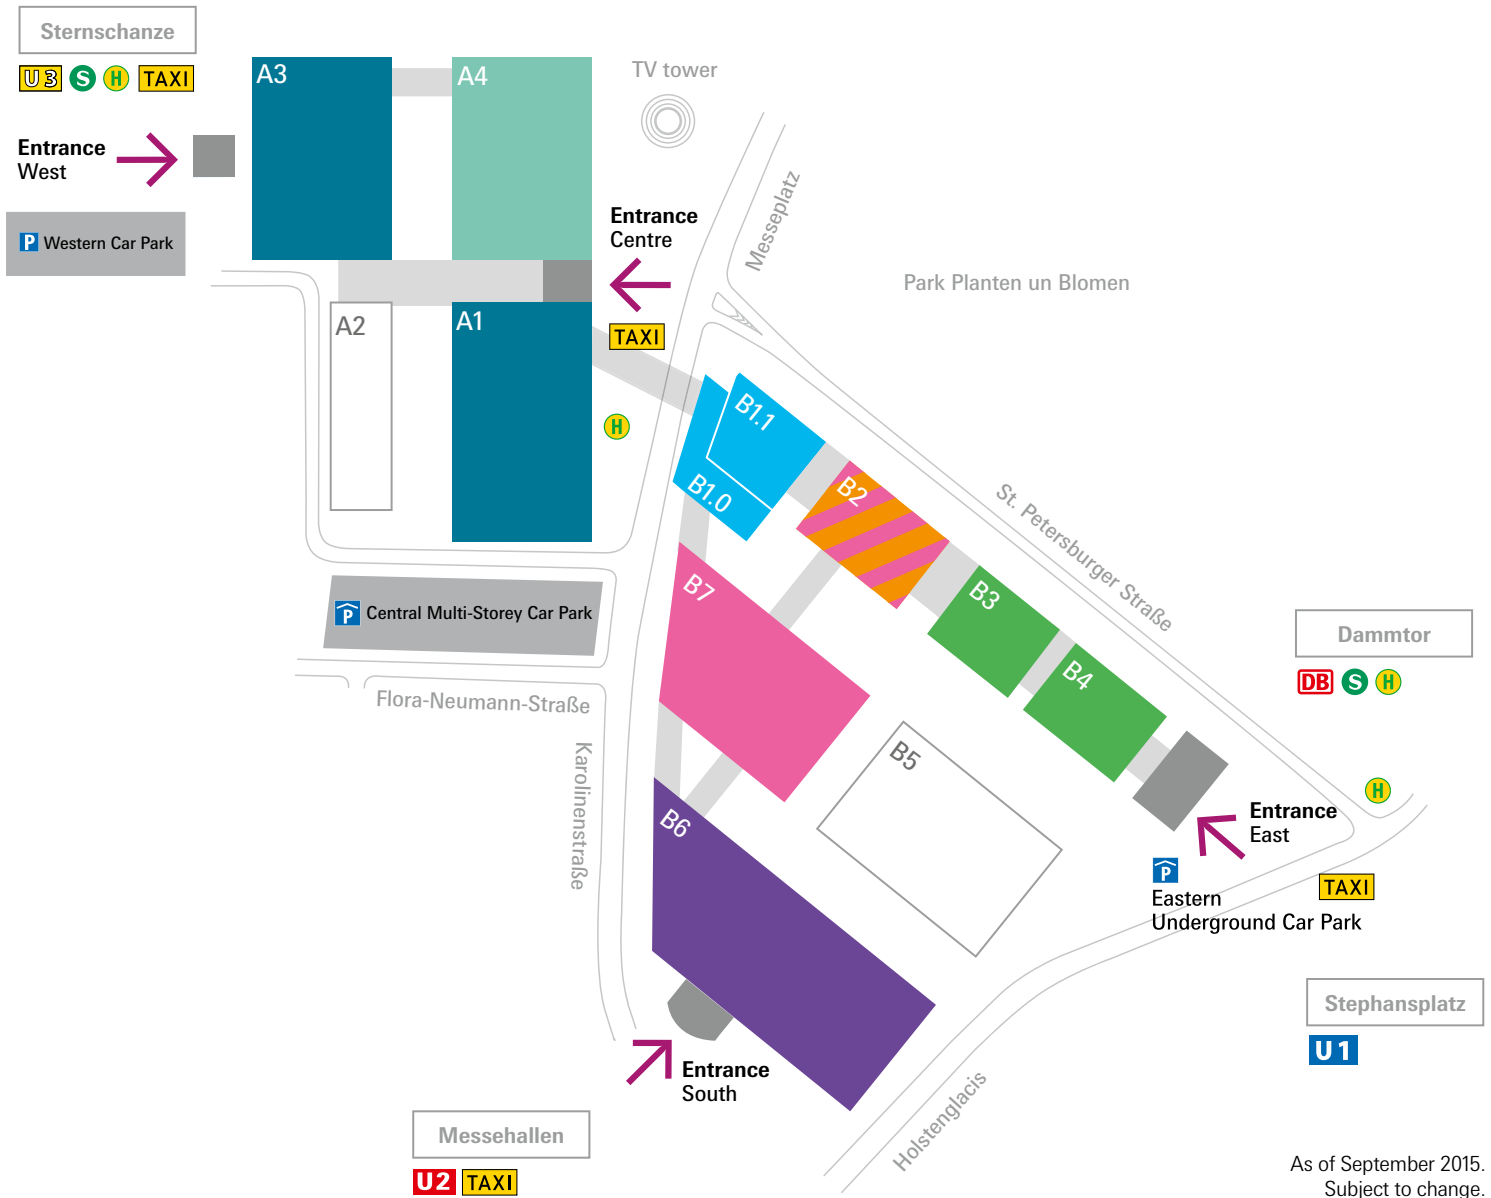 Sternschanze
U3 S H TAXI
Entrance
West
P Western Car Park
A3
A4
TV tower
Entrance
Centre
TAXI
Messeplatz
Park Planten un Blomen
A2
A1
H
B1.1
B1.0
B2
St. Petersburger Straße
B3
B4
B7
P Central Multi-Storey Car Park
Flora-Neumann-Straße
Karolinenstraße
Dammtor
DB S H
H
B5
B6
Entrance
East
P
Eastern
Underground Car Park
TAXI
Stephansplatz
U1
Entrance
South
Holstenglacis
Messehallen
U2 TAXI
As of September 2015.
Subject to change.